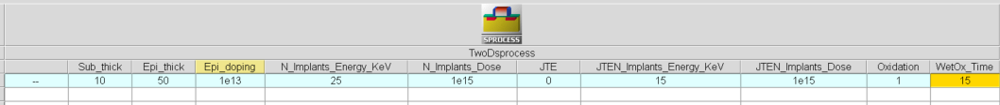 SPROCESS
TwoDsprocess
Sub_thick Epi_thick Epi_doping N_Implants_Energy_KeV N_Implants_Dose JTE JTEN_Implants_Energy_KeV JTEN_Implants_Dose Oxidation WetOx_Time
-- 10 50 1e13 25 1e15 0 15 1e15 1 15